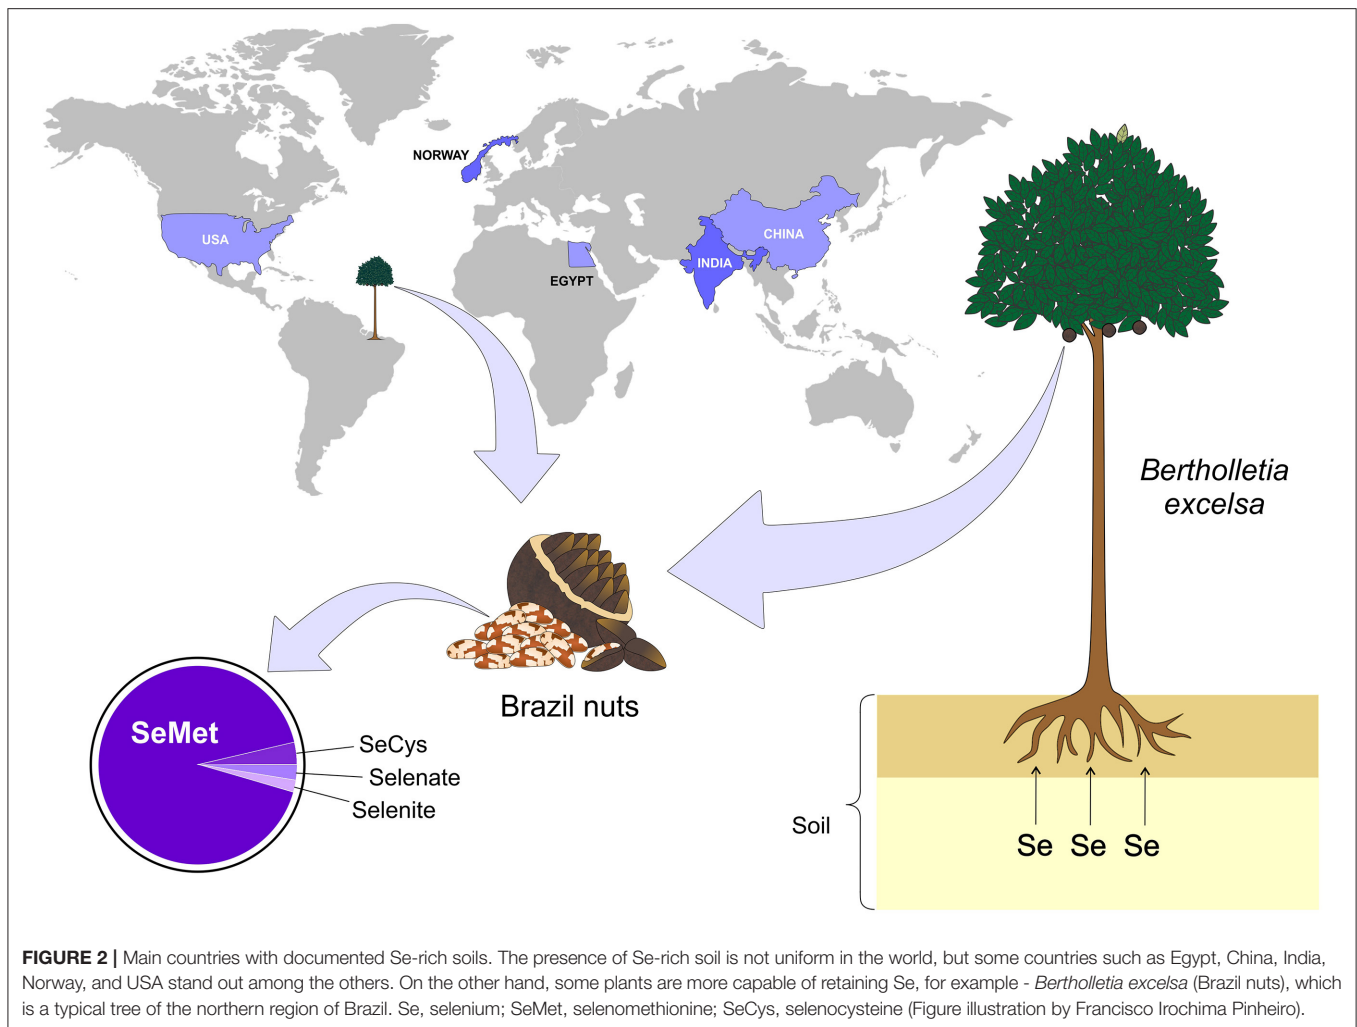 NORWAY
USA
CHINA
INDIA
EGYPT
Bertholletia
excelsa
Brazil nuts
SeMet
SeCys
Selenate
Selenite
Soil
Se Se Se
FIGURE 2 | Main countries with documented Se-rich soils. The presence of Se-rich soil is not uniform in the world, but some countries such as Egypt, China, India,
Norway, and USA stand out among the others. On the other hand, some plants are more capable of retaining Se, for example - Bertholletia excelsa (Brazil nuts), which
is a typical tree of the northern region of Brazil. Se, selenium; SeMet, selenomethionine; SeCys, selenocysteine (Figure illustration by Francisco Irochima Pinheiro).